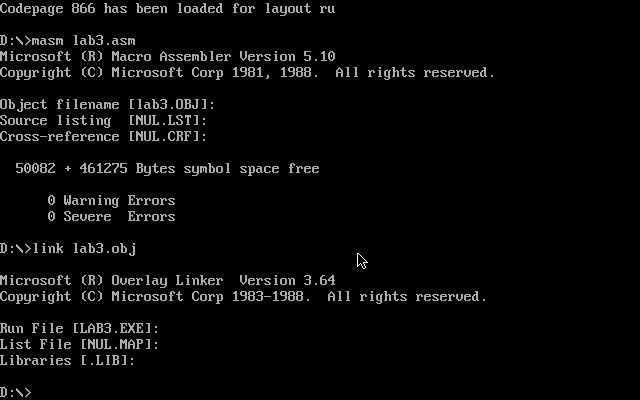 Codepage 866 has been loaded for layout ru
D:\>masm lab3.asm
Microsoft (R) Macro Assembler Version 5.10
Copyright (C) Microsoft Corp 1981, 1988.  All rights reserved.
Object filename [lab3.OBJ]:
Source listing  [NUL.LST]:
Cross-reference [NUL.CRF]:
50082 + 461275 Bytes symbol space free
0 Warning Errors
0 Severe  Errors
D:\>link lab3.obj
Microsoft (R) Overlay Linker  Version 3.64
Copyright (C) Microsoft Corp 1983-1988.  All rights reserved.
Run File [LAB3.EXE]:
List File [NUL.MAP]:
Libraries [.LIB]:
D:\>